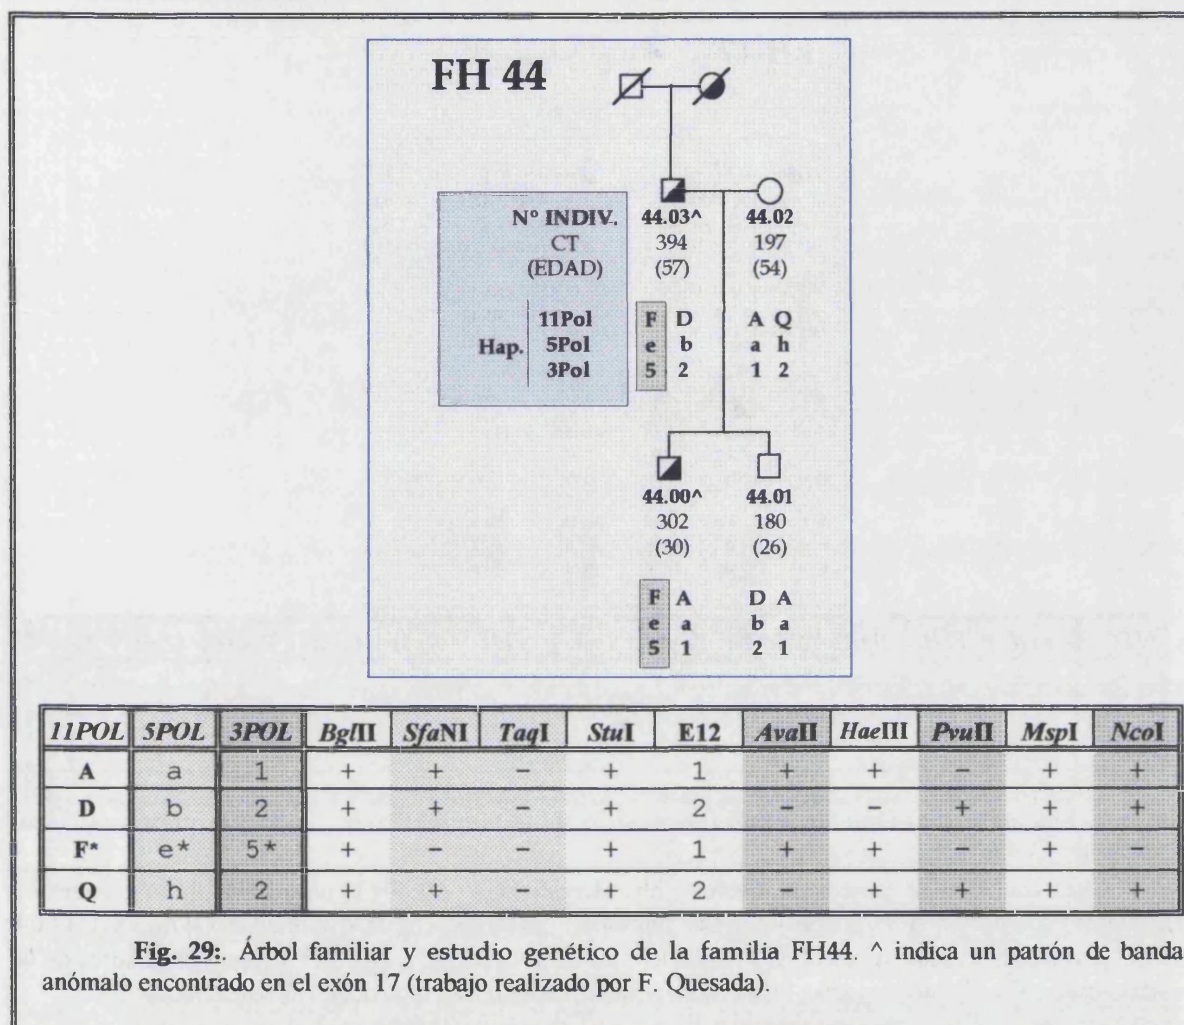 FH 44
Nº INDIV. 44.03^ 44.02
CT 394 197
(EDAD) (57) (54)
11Pol F D A Q
Hap. 5Pol e b a h
3Pol 5 2 1 2
44.00^ 44.01
302 180
(30) (26)
F A D A
e a b a
5 1 2 1
11POL 5POL 3POL BglII SfaNI TaqI StuI E12 AvaII HaeIII PvuII MspI NcoI
A a 1 + + − + 1 + + − + +
D b 2 + + − + 2 − − + + +
F* e* 5* + − − + 1 + + − + −
Q h 2 + + − + 2 − + + + +
Fig. 29:. Árbol familiar y estudio genético de la familia FH44. ^ indica un patrón de banda
anómalo encontrado en el exón 17 (trabajo realizado por F. Quesada).